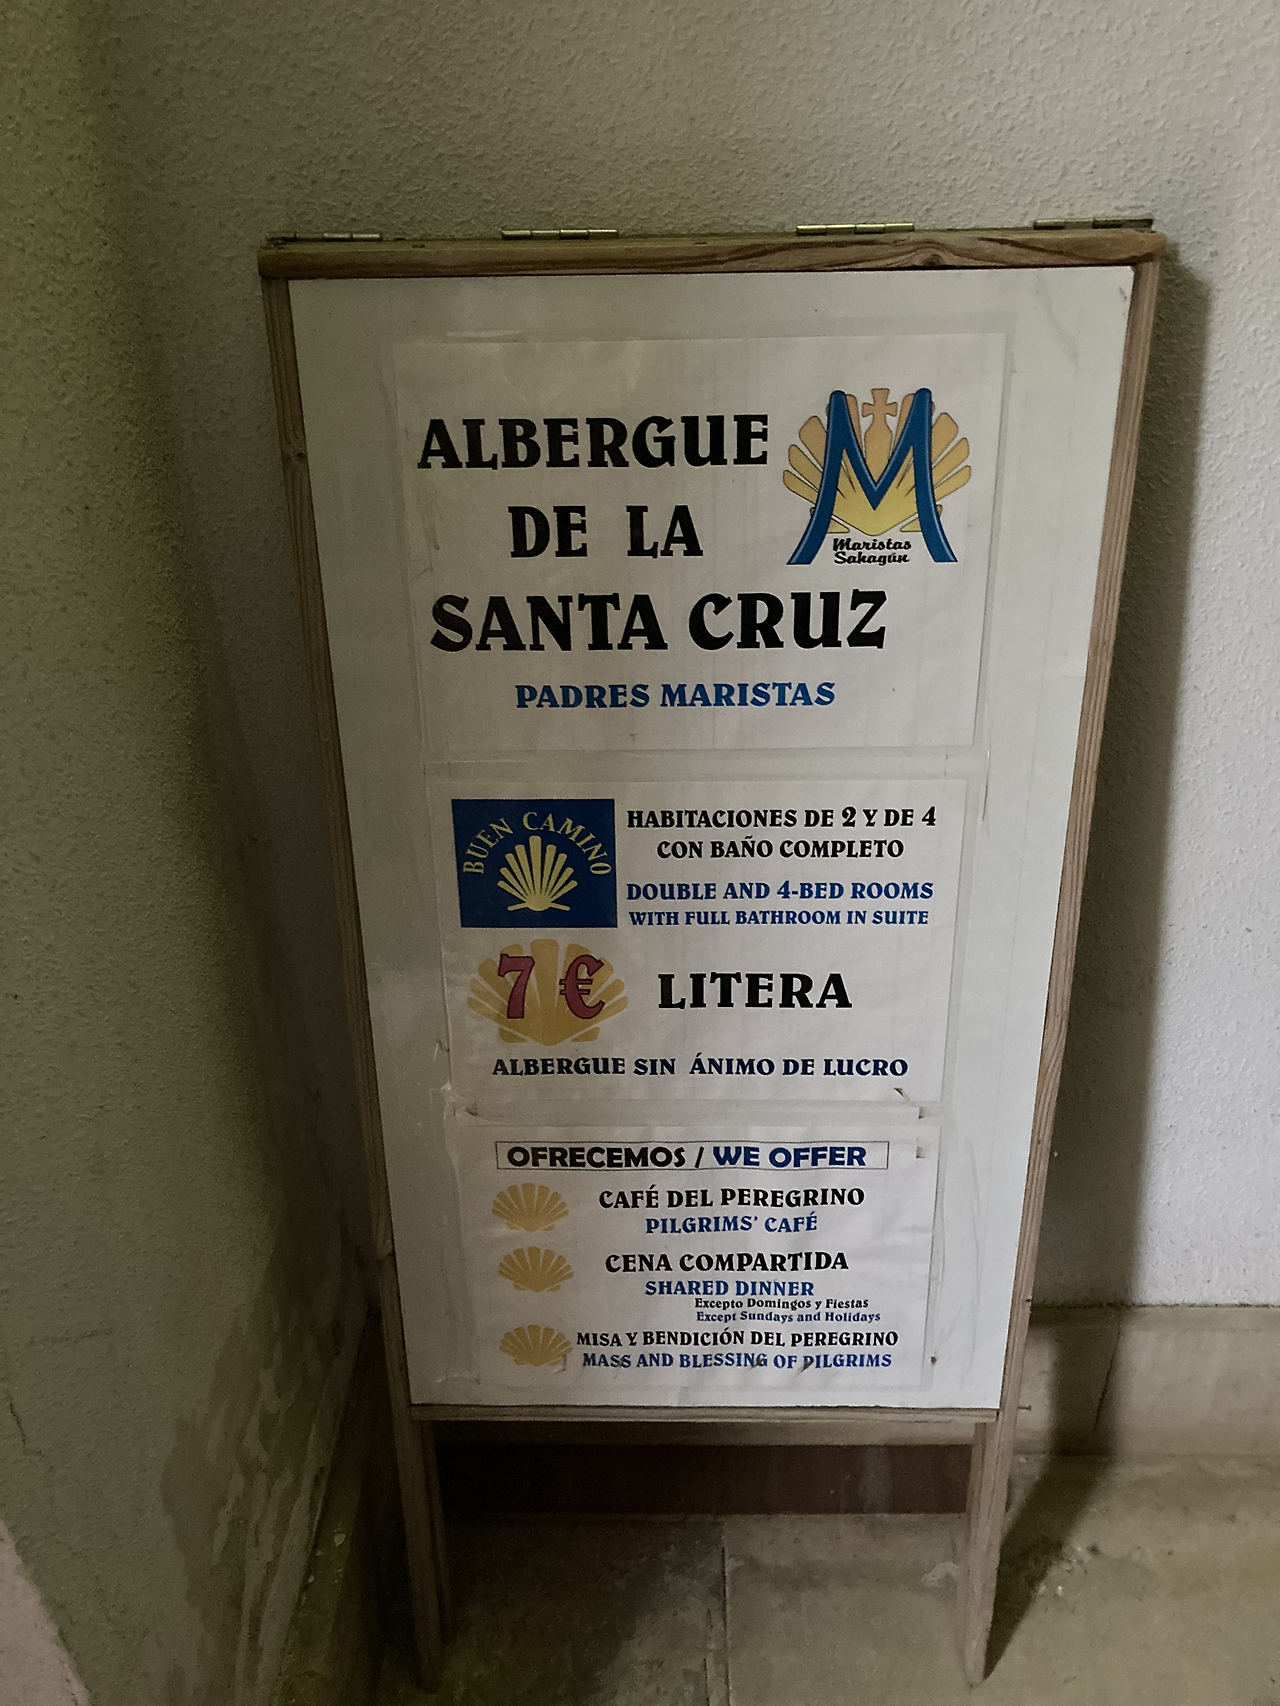 ALBERGUE
DE LA
SANTA CRUZ
Maristas
Sahagún
PADRES MARISTAS
BUEN CAMINO
HABITACIONES DE 2 Y DE 4
CON BAÑO COMPLETO
DOUBLE AND 4-BED ROOMS
WITH FULL BATHROOM IN SUITE
7 € LITERA
ALBERGUE SIN ÁNIMO DE LUCRO
OFRECEMOS / WE OFFER
CAFÉ DEL PEREGRINO
PILGRIMS' CAFÉ
CENA COMPARTIDA
SHARED DINNER
Excepto Domingos y Fiestas
Except Sundays and Holidays
MISA Y BENDICIÓN DEL PEREGRINO
MASS AND BLESSING OF PILGRIMS